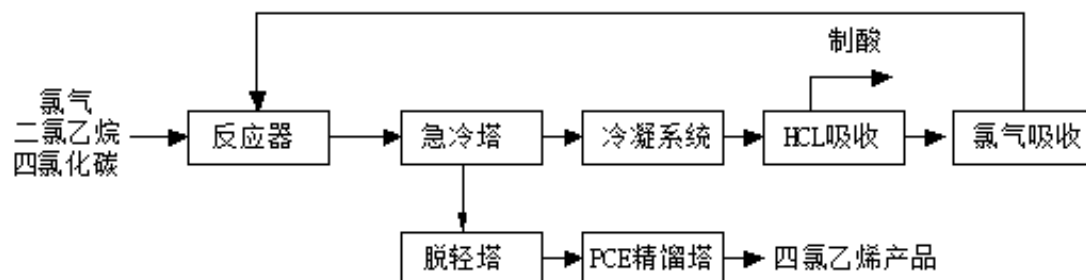 制酸
氯气
二氯乙烷
四氯化碳
反应器
急冷塔
冷凝系统
HCL吸收
氯气吸收
脱轻塔
PCE精馏塔
四氯乙烯产品